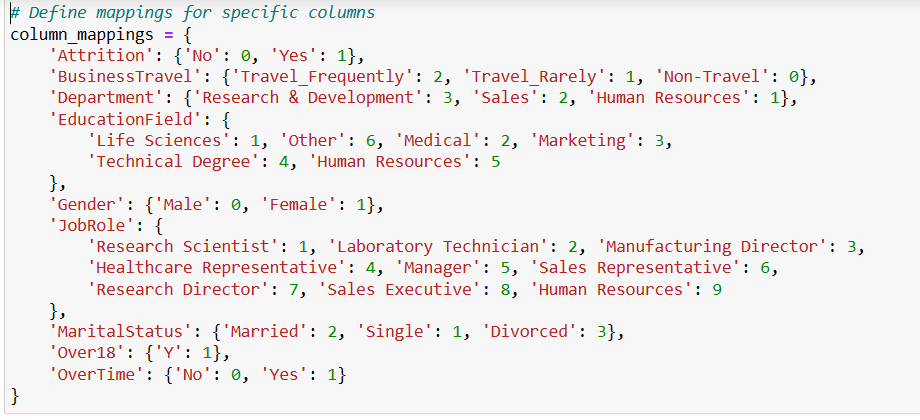 # Define mappings for specific columns
column_mappings = {
    'Attrition': {'No': 0, 'Yes': 1},
    'BusinessTravel': {'Travel_Frequently': 2, 'Travel_Rarely': 1, 'Non-Travel': 0},
    'Department': {'Research & Development': 3, 'Sales': 2, 'Human Resources': 1},
    'EducationField': {
        'Life Sciences': 1, 'Other': 6, 'Medical': 2, 'Marketing': 3,
        'Technical Degree': 4, 'Human Resources': 5
    },
    'Gender': {'Male': 0, 'Female': 1},
    'JobRole': {
        'Research Scientist': 1, 'Laboratory Technician': 2, 'Manufacturing Director': 3,
        'Healthcare Representative': 4, 'Manager': 5, 'Sales Representative': 6,
        'Research Director': 7, 'Sales Executive': 8, 'Human Resources': 9
    },
    'MaritalStatus': {'Married': 2, 'Single': 1, 'Divorced': 3},
    'Over18': {'Y': 1},
    'OverTime': {'No': 0, 'Yes': 1}
}